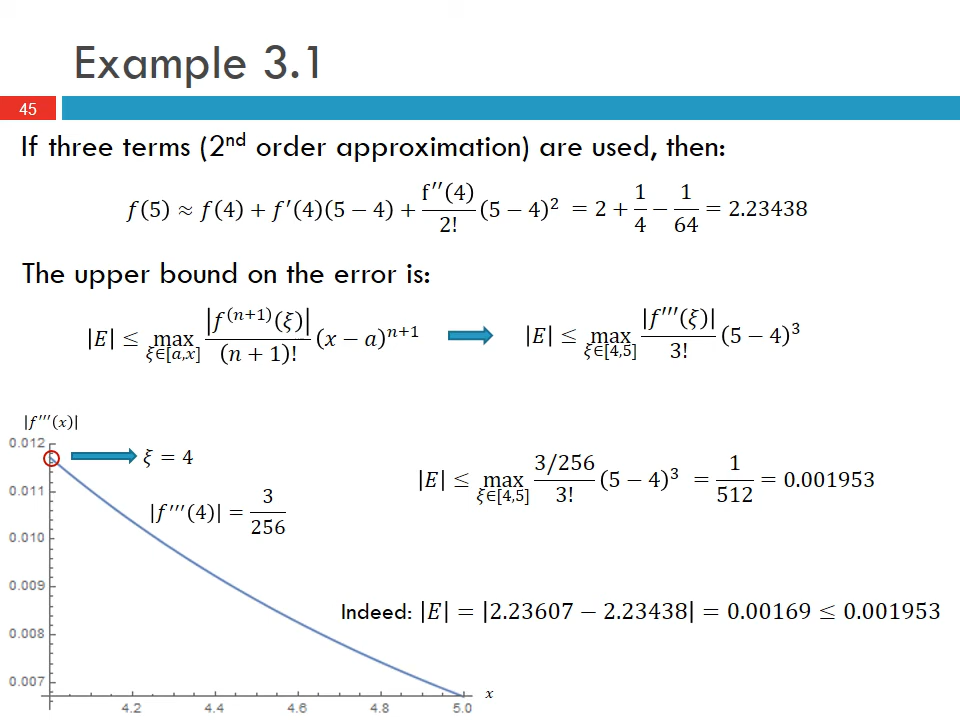 Example 3.1
45
If three terms (2nd order approximation) are used, then:
f(5) ≈ f(4) + f′(4)(5 − 4) + f′′(4)/2! (5 − 4)² = 2 + 1/4 − 1/64 = 2.23438
The upper bound on the error is:
|E| ≤ max ξ∈[a,x] |f⁽ⁿ⁺¹⁾(ξ)|/(n + 1)! (x − a)ⁿ⁺¹
|E| ≤ max ξ∈[4,5] |f′′′(ξ)|/3! (5 − 4)³
|f′′′(x)|
0.012
ξ = 4
0.011
|f′′′(4)| = 3/256
0.010
0.009
0.008
0.007
4.2 4.4 4.6 4.8 5.0
x
|E| ≤ max ξ∈[4,5] 3/256/3! (5 − 4)³ = 1/512 = 0.001953
Indeed: |E| = |2.23607 − 2.23438| = 0.00169 ≤ 0.001953